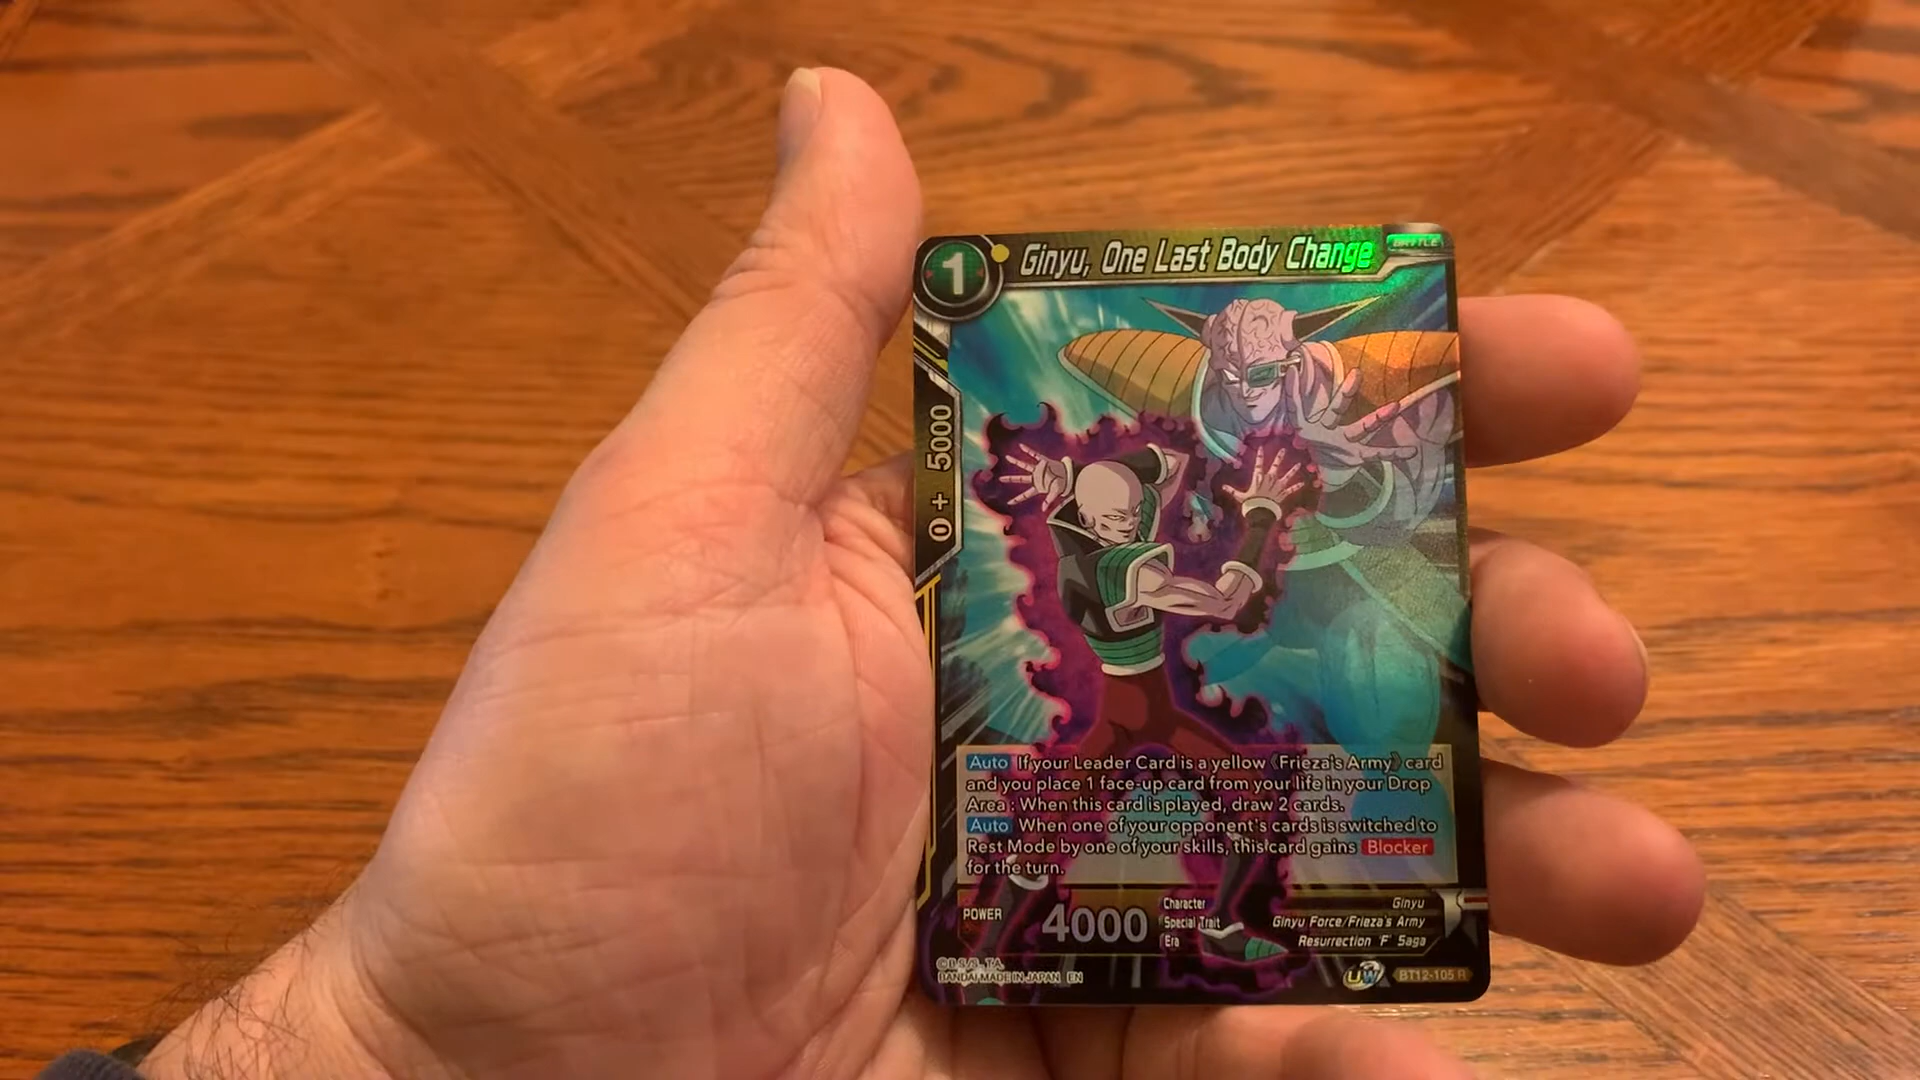 1
Ginyu, One Last Body Change
BATTLE
0 + 5000
Auto If your Leader Card is a yellow 《Frieza's Army》 card
and you place 1 face-up card from your life in your Drop
Area : When this card is played, draw 2 cards.
Auto When one of your opponent's cards is switched to
Rest Mode by one of your skills, this card gains Blocker
for the turn.
POWER 4000
Character Ginyu
Special Trait Ginyu Force/Frieza's Army
Era Resurrection 'F' Saga
©B.S./S., T.A.
BANDAI MADE IN JAPAN EN
UW
BT12-105 R